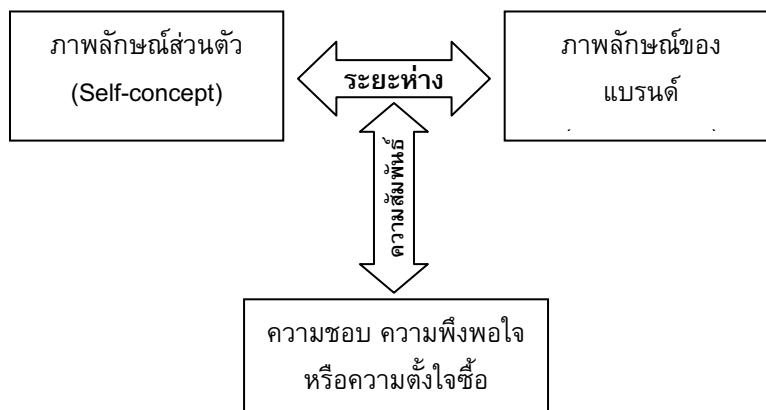 ภาพลักษณ์ส่วนตัว
(Self-concept)
ระยะห่าง
ภาพลักษณ์ของ
แบรนด์
ความสัมพันธ์
ความชอบ ความพึงพอใจ
หรือความตั้งใจซื้อ